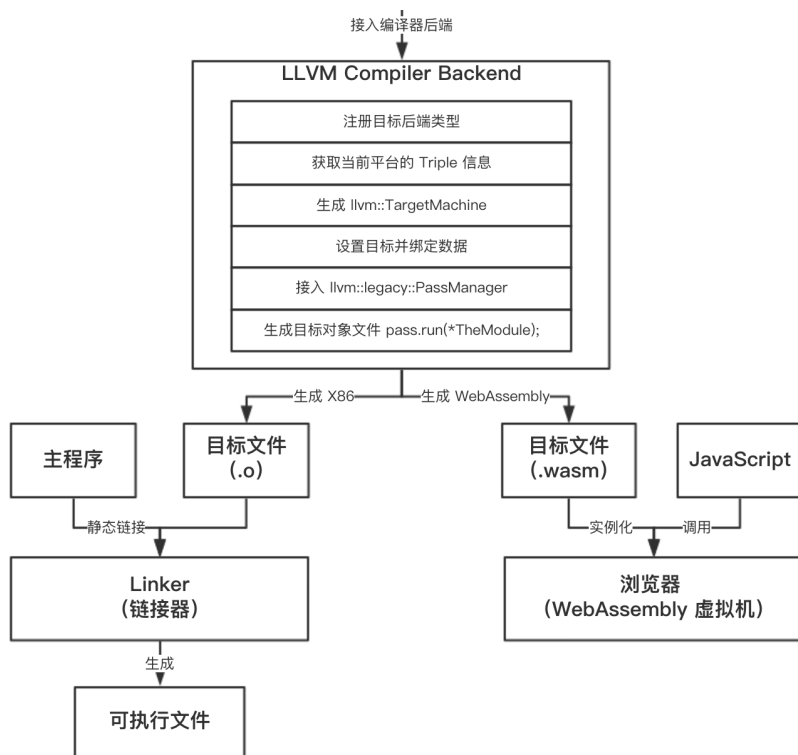 接入编译器后端
LLVM Compiler Backend
注册目标后端类型
获取当前平台的 Triple 信息
生成 llvm::TargetMachine
设置目标并绑定数据
接入 llvm::legacy::PassManager
生成目标对象文件 pass.run(*TheModule);
生成 X86
生成 WebAssembly
主程序
目标文件
（.o）
目标文件
（.wasm）
JavaScript
静态链接
实例化
调用
Linker
（链接器）
浏览器
（WebAssembly 虚拟机）
生成
可执行文件